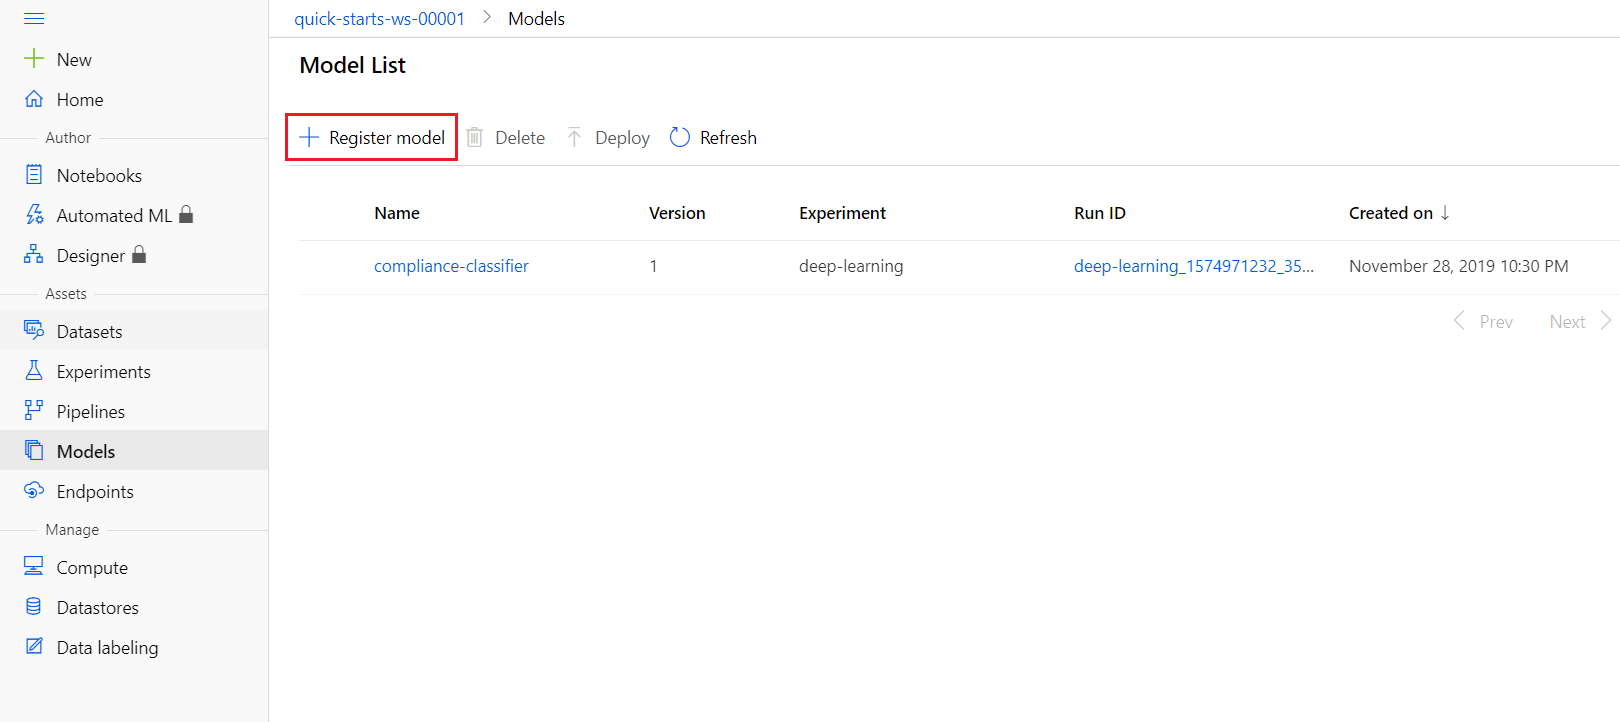 quick-starts-ws-00001 > Models
New
Home
Author
Notebooks
Automated ML
Designer
Assets
Datasets
Experiments
Pipelines
Models
Endpoints
Manage
Compute
Datastores
Data labeling
Model List
Register model Delete Deploy Refresh
Name Version Experiment Run ID Created on ↓
compliance-classifier 1 deep-learning deep-learning_1574971232_35... November 28, 2019 10:30 PM
Prev Next